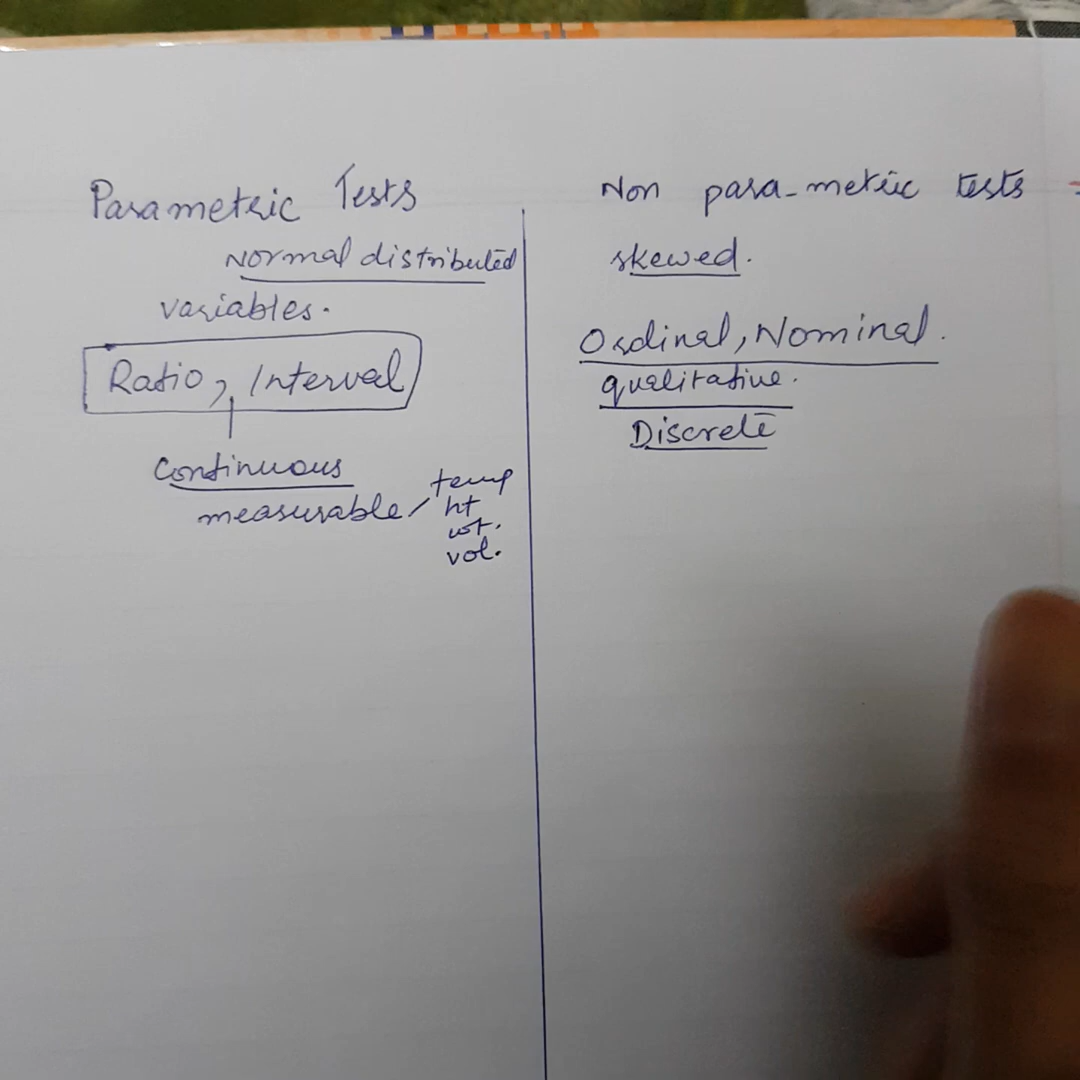 Parametric Tests
Normal distributed
variables.
Ratio, Interval
Continuous
measurable
temp
ht
wt.
vol.
Non para-metric tests
skewed.
Ordinal, Nominal.
qualitative.
Discrete